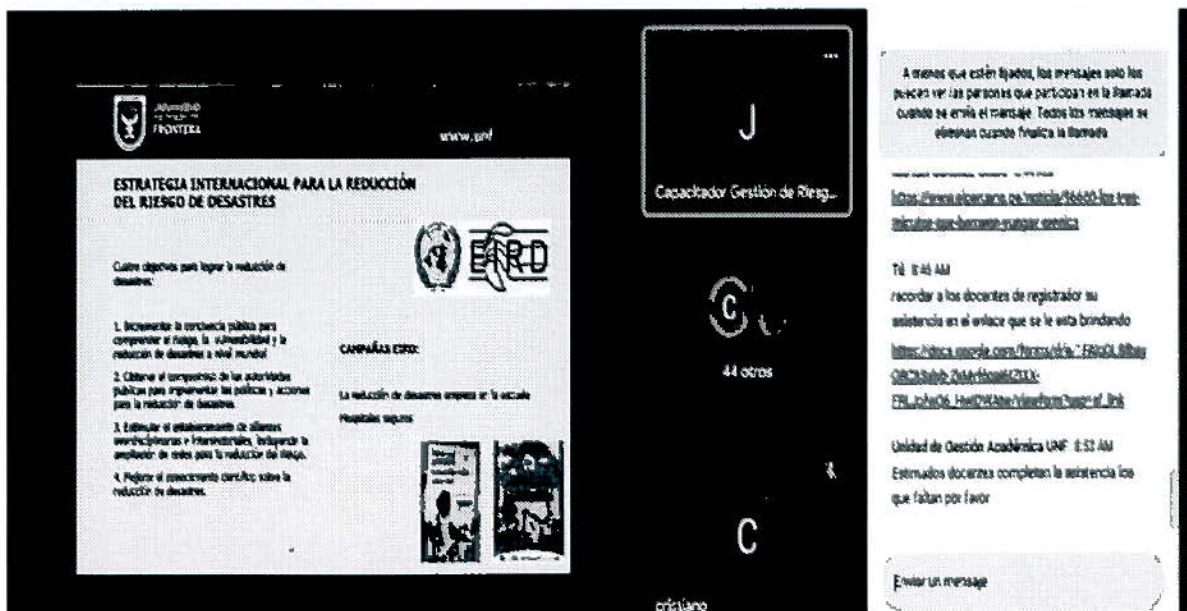 FRONTERA
www.unf
ESTRATEGIA INTERNACIONAL PARA LA REDUCCIÓN
DEL RIESGO DE DESASTRES
Cuatro objetivos para lograr la reducción de
desastres:
1. Incrementar la conciencia pública para
comprender el riesgo, la vulnerabilidad y la
reducción de desastres a nivel mundial
2. Obtener el compromiso de las autoridades
públicas para implementar las políticas y acciones
para la reducción de desastres.
3. Estimular el establecimiento de alianzas
interdisciplinarias e intersectoriales, incluyendo la
ampliación de redes para la reducción del riesgo.
4. Mejorar el conocimiento científico sobre la
reducción de desastres.
EIRD
CAMPAÑAS EIRD:
La reducción de desastres empieza en la escuela
Hospitales seguros
J
Capacitador Gestión de Riesg...
C
44 otros
C
cristiano
A menos que estén fijados, los mensajes solo los
pueden ver las personas que participan en la llamada
cuando se envía el mensaje. Todos los mensajes se
eliminan cuando finaliza la llamada
Tú 8:45 AM
recordar a los docentes de registrador su
asistencia en el enlace que se le esta brindando
Unidad de Gestión Académica UNF 8:53 AM
Estimados docentes completan la asistencia los
que faltan por favor
Enviar un mensaje